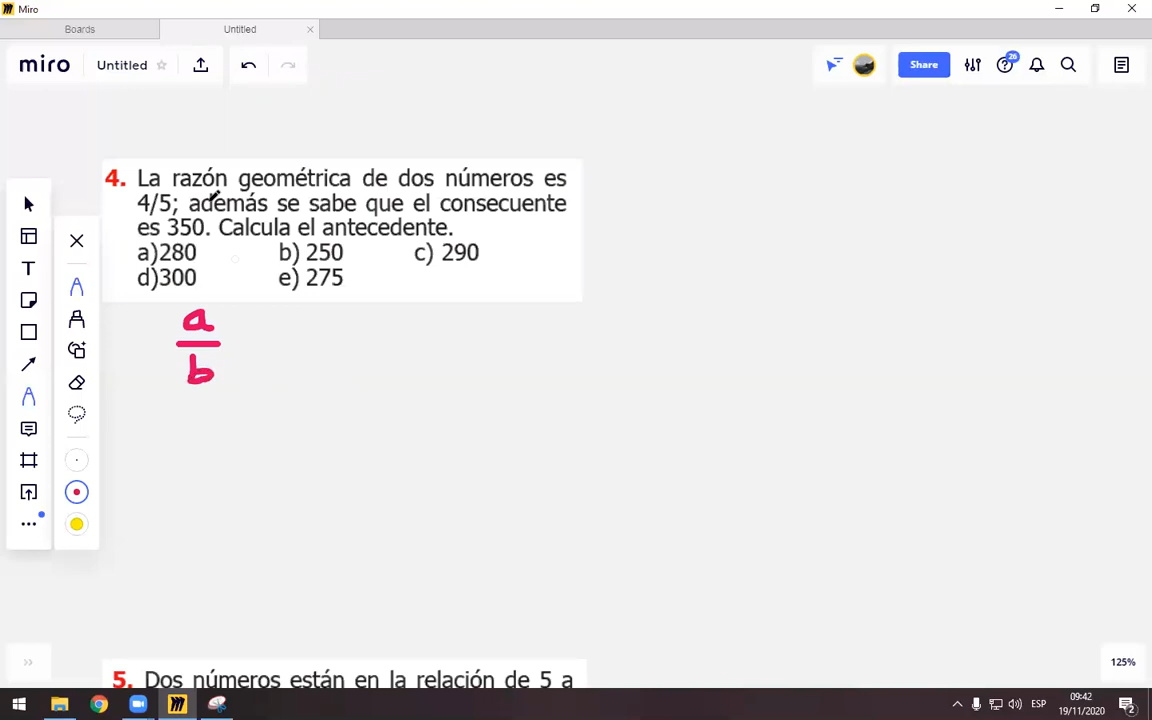 Miro
Boards
Untitled
miro
Untitled
Share
26
4. La razón geométrica de dos números es
4/5; además se sabe que el consecuente
es 350. Calcula el antecedente.
a)280 b) 250 c) 290
d)300 e) 275
a
b
T
5. Dos números están en la relación de 5 a
125%
09:42
ESP
19/11/2020
2